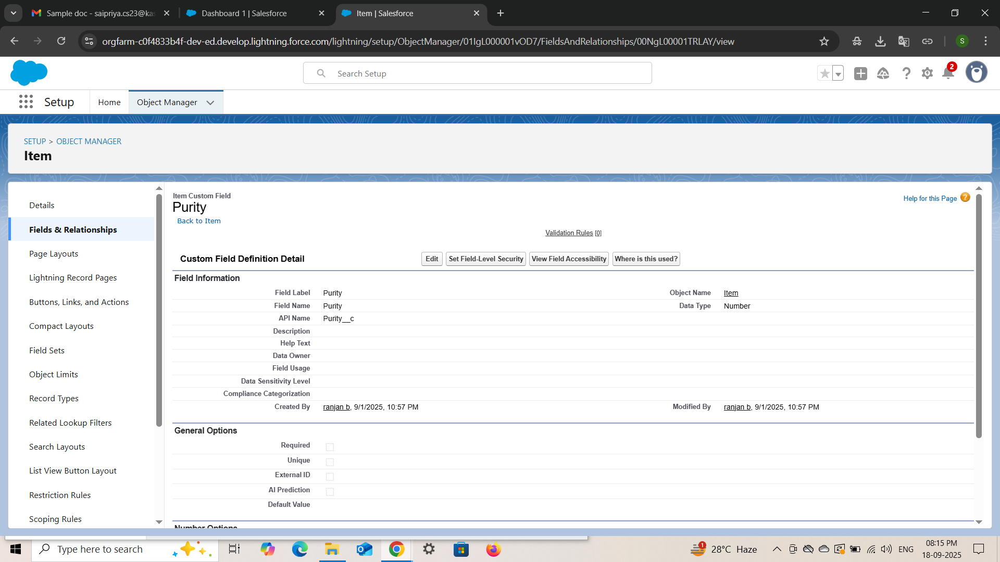 Sample doc - saipriya.cs23@kas
Dashboard 1 | Salesforce
Item | Salesforce
orgfarm-c0f4833b4f-dev-ed.develop.lightning.force.com/lightning/setup/ObjectManager/01IgL000001vOD7/FieldsAndRelationships/00NgL00001TRLAY/view
S
Search Setup
2
Setup
Home
Object Manager
SETUP > OBJECT MANAGER
Item
Details
Fields & Relationships
Page Layouts
Lightning Record Pages
Buttons, Links, and Actions
Compact Layouts
Field Sets
Object Limits
Record Types
Related Lookup Filters
Search Layouts
List View Button Layout
Restriction Rules
Scoping Rules
Item Custom Field
Purity
Back to Item
Help for this Page ?
Validation Rules [0]
Custom Field Definition Detail
Edit Set Field-Level Security View Field Accessibility Where is this used?
Field Information
Field Label Purity Object Name Item
Field Name Purity Data Type Number
API Name Purity__c
Description
Help Text
Data Owner
Field Usage
Data Sensitivity Level
Compliance Categorization
Created By ranjan b, 9/1/2025, 10:57 PM Modified By ranjan b, 9/1/2025, 10:57 PM
General Options
Required
Unique
External ID
AI Prediction
Default Value
Number Options
Type here to search
1
28°C Haze
ENG
08:15 PM
18-09-2025